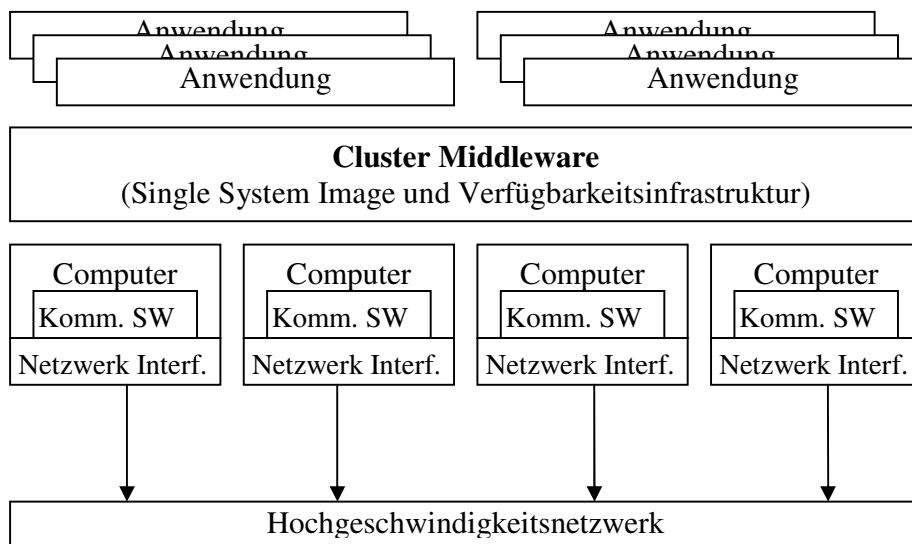 Anwendung Anwendung
Anwendung Anwendung
Anwendung Anwendung
Cluster Middleware
(Single System Image und Verfügbarkeitsinfrastruktur)
Computer Computer Computer Computer
Komm. SW Komm. SW Komm. SW Komm. SW
Netzwerk Interf. Netzwerk Interf. Netzwerk Interf. Netzwerk Interf.
Hochgeschwindigkeitsnetzwerk